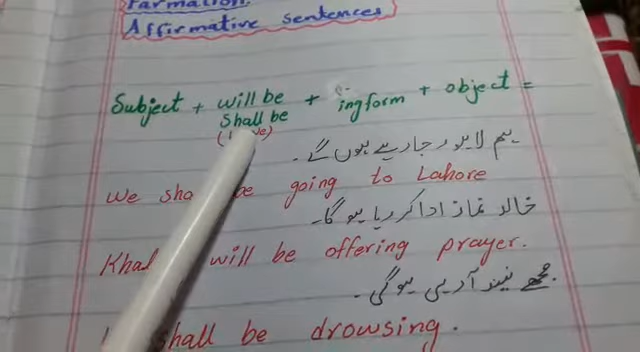 Formation.
Affirmative Sentences
Subject + will be + ing form + object =
shall be
ہم لاہور جا رہے ہوں گے۔
We be going to Lahore
خالد نماز ادا کر رہا ہو گا۔
will be offering prayer.
مجھے نیند آ رہی ہو گی۔
shall be drowsing.